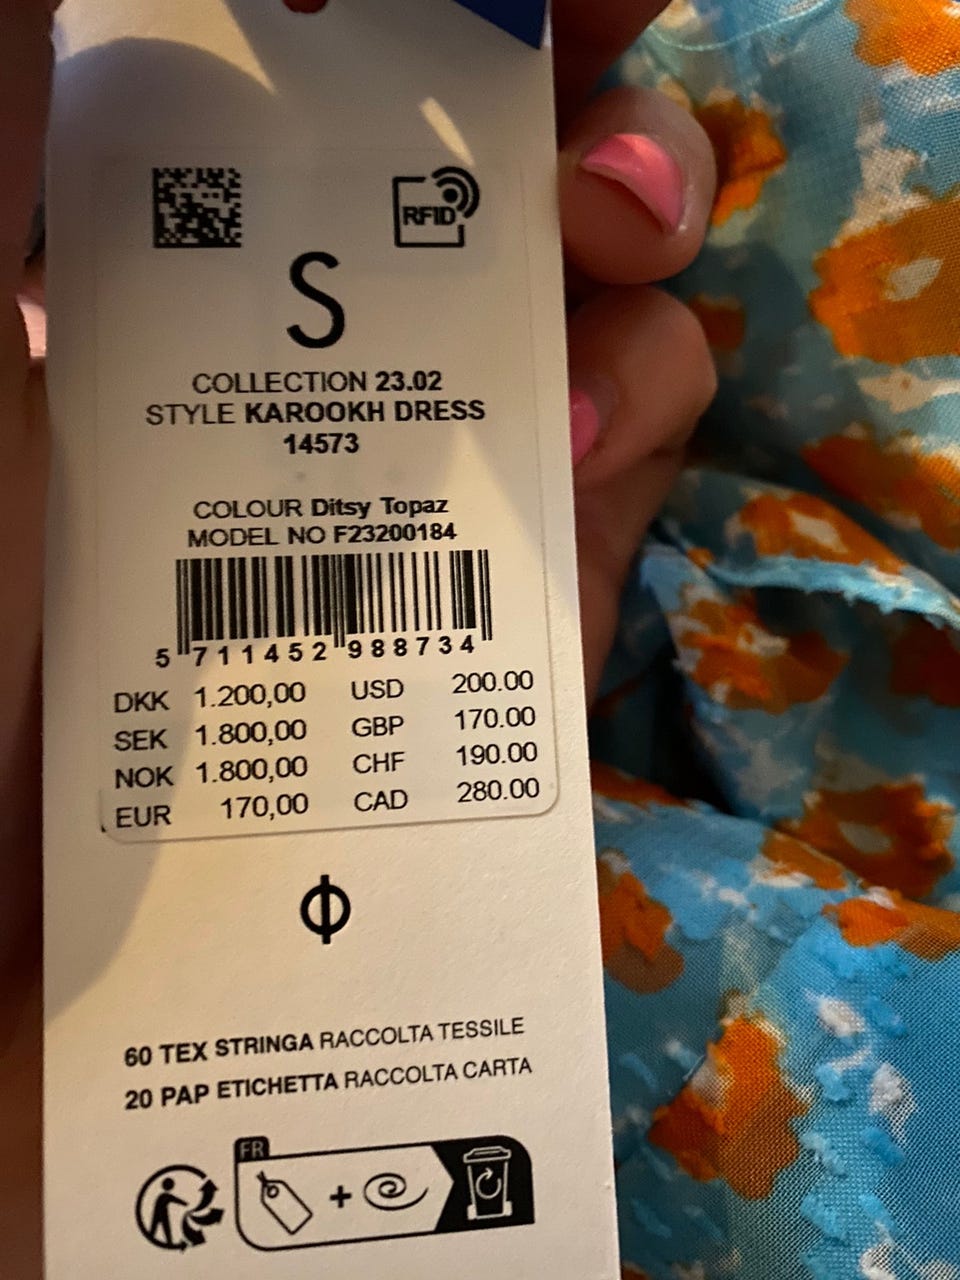 RFID
S
COLLECTION 23.02
STYLE KAROOKH DRESS
14573
COLOUR Ditsy Topaz
MODEL NO F23200184
5 711452 988734
DKK 1.200,00 USD 200.00
SEK 1.800,00 GBP 170.00
NOK 1.800,00 CHF 190.00
EUR 170,00 CAD 280.00
60 TEX STRINGA RACCOLTA TESSILE
20 PAP ETICHETTA RACCOLTA CARTA
FR
+